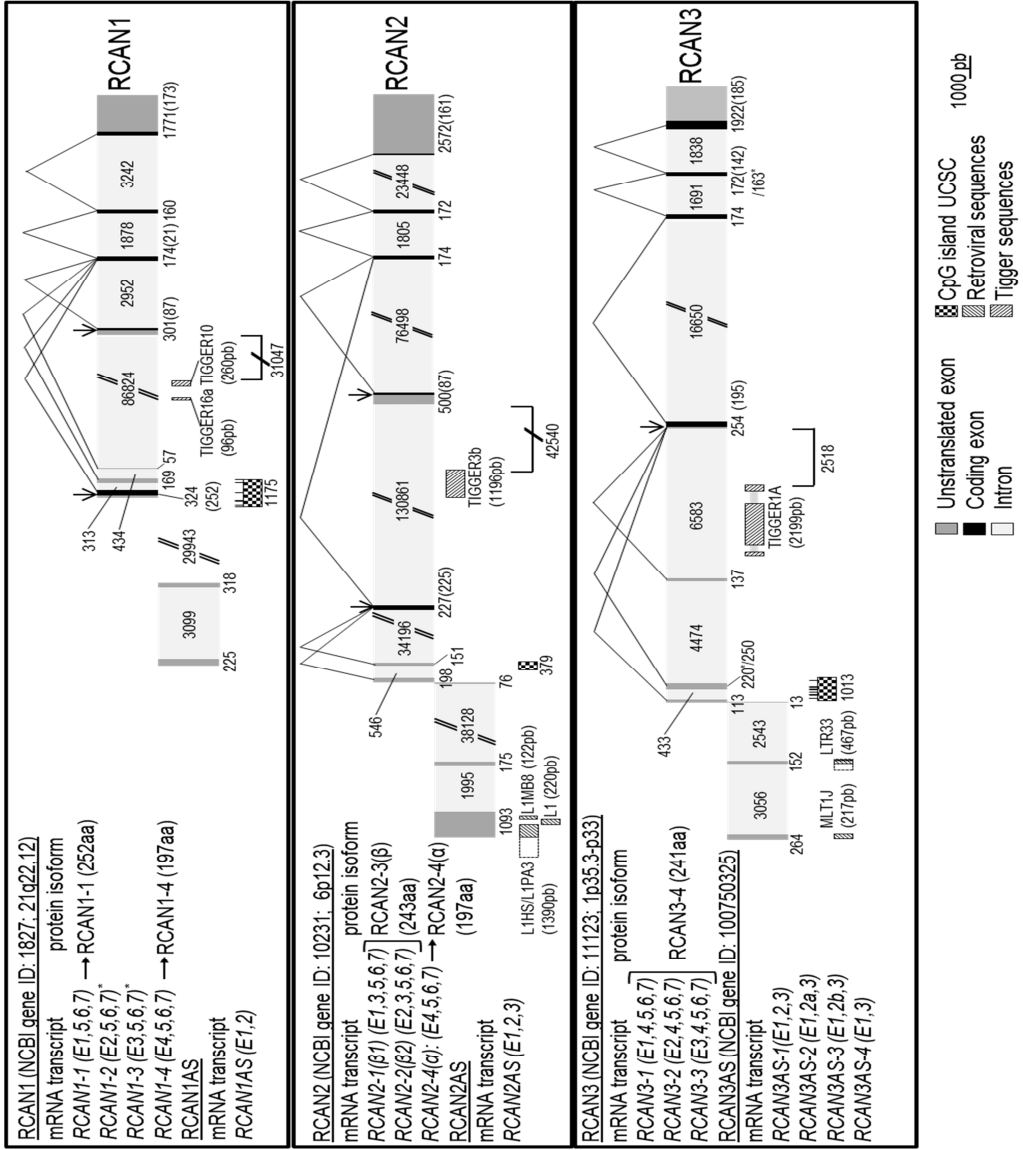 RCAN1 (NCBI gene ID: 1827; 21q22.12)
mRNA transcript protein isoform
RCAN1-1 (E1,5,6,7) → RCAN1-1 (252aa)
RCAN1-2 (E2,5,6,7)*
RCAN1-3 (E3,5,6,7)*
RCAN1-4 (E4,5,6,7) → RCAN1-4 (197aa)
RCAN1AS
mRNA transcript
RCAN1AS (E1,2)
313
434
324
(252)
169
57
86824
301(87)
2952
174(21)
1878
160
3242
1771(173)
RCAN1
225
3099
318
29943
1175
TIGGER16a
(96pb)
TIGGER10
(260pb)
31047
RCAN2 (NCBI gene ID: 10231; 6p12.3)
mRNA transcript protein isoform
RCAN2-1(β1) (E1,3,5,6,7)
RCAN2-2(β2) (E2,3,5,6,7)
RCAN2-3(β)
(243aa)
RCAN2-4(α): (E4,5,6,7) → RCAN2-4(α)
(197aa)
RCAN2AS
mRNA transcript
RCAN2AS (E1,2,3)
546
198
151
34196
227(225)
130861
500(87)
76498
174
1805
172
23448
2572(161)
RCAN2
1093
1995
175
38128
76
379
L1HS/L1PA3
(1390pb)
L1MB8 (122pb)
L1 (220pb)
TIGGER3b
(1196pb)
42540
RCAN3 (NCBI gene ID: 11123; 1p35.3-p33)
mRNA transcript protein isoform
RCAN3-1 (E1,4,5,6,7)
RCAN3-2 (E2,4,5,6,7)
RCAN3-3 (E3,4,5,6,7)
RCAN3-4 (241aa)
RCAN3AS (NCBI gene ID: 100750325)
mRNA transcript
RCAN3AS-1(E1,2,3)
RCAN3AS-2 (E1,2a,3)
RCAN3AS-3 (E1,2b,3)
RCAN3AS-4 (E1,3)
433
113
220*/250
4474
137
6583
254 (195)
16650
174
1691
172(142)
/163*
1838
1922(185)
RCAN3
264
3056
152
2543
13
1013
MLT1J
(217pb)
LTR33
(467pb)
TIGGER1A
(2199pb)
2518
Unstranslated exon
Coding exon
Intron
CpG island UCSC
Retroviral sequences
Tigger sequences
1000pb